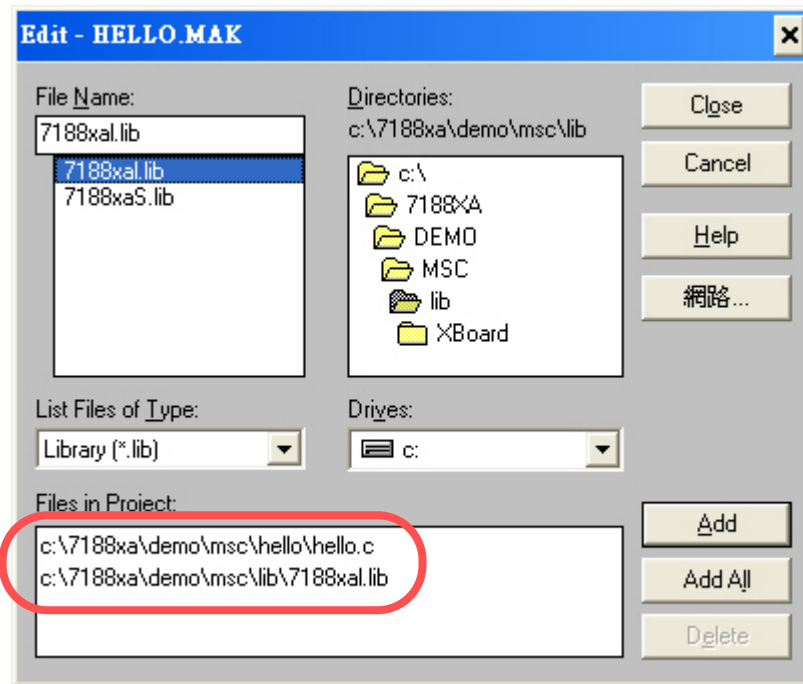 Edit - HELLO.MAK
File Name:
7188xal.lib
7188xal.lib
7188xaS.lib
Directories:
c:\7188xa\demo\msc\lib
c:\
7188XA
DEMO
MSC
lib
XBoard
Close
Cancel
Help
網路...
List Files of Type:
Library (*.lib)
Drives:
c:
Files in Project:
c:\7188xa\demo\msc\hello\hello.c
c:\7188xa\demo\msc\lib\7188xal.lib
Add
Add All
Delete